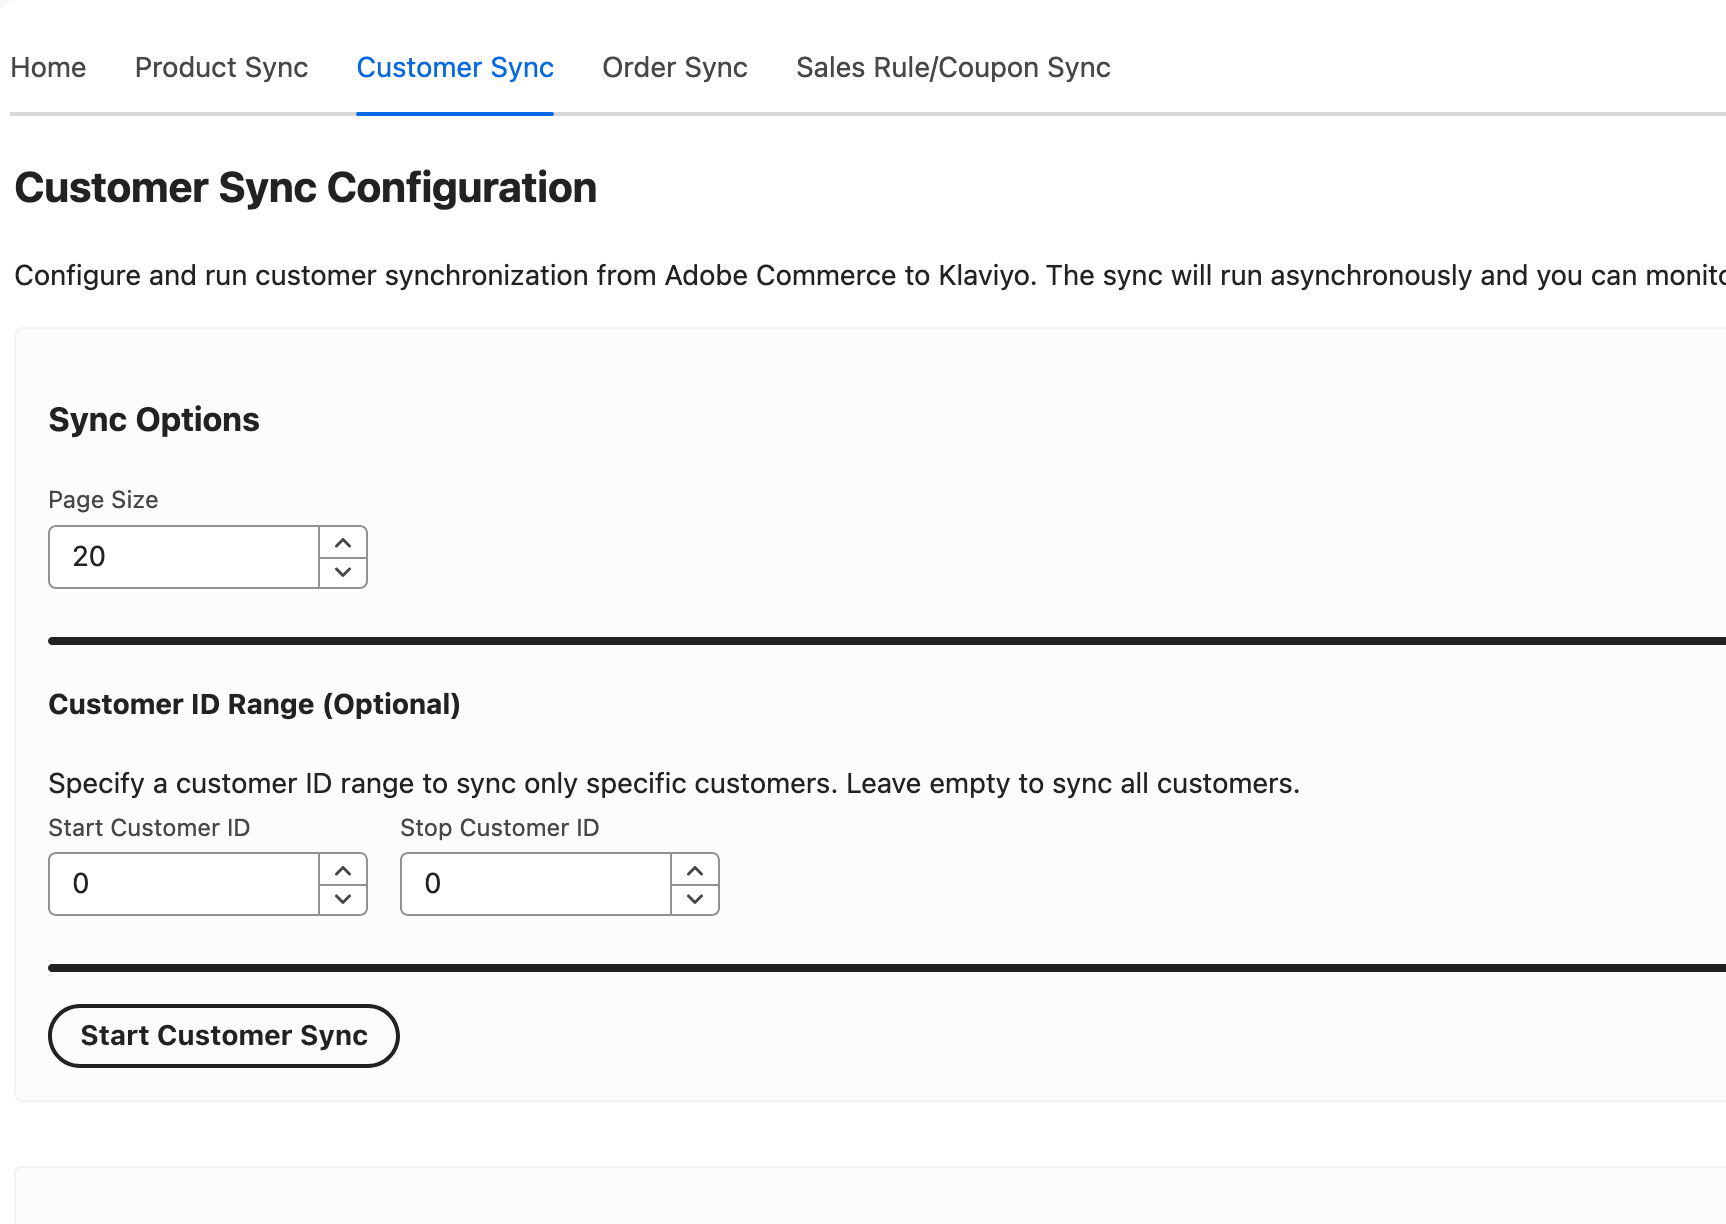 Home Product Sync Customer Sync Order Sync Sales Rule/Coupon Sync
Customer Sync Configuration
Configure and run customer synchronization from Adobe Commerce to Klaviyo. The sync will run asynchronously and you can
Sync Options
Page Size
20
Customer ID Range (Optional)
Specify a customer ID range to sync only specific customers. Leave empty to sync all customers.
Start Customer ID Stop Customer ID
0 0
Start Customer Sync